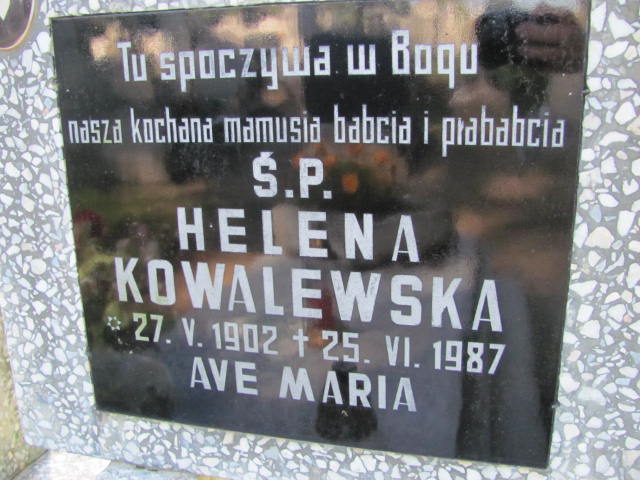 Tu spoczywa w Bogu
nasza kochana mamusia babcia i prababcia
Ś.P.
HELENA
KOWALEWSKA
* 27. V. 1902 † 25. VI. 1987
AVE MARIA